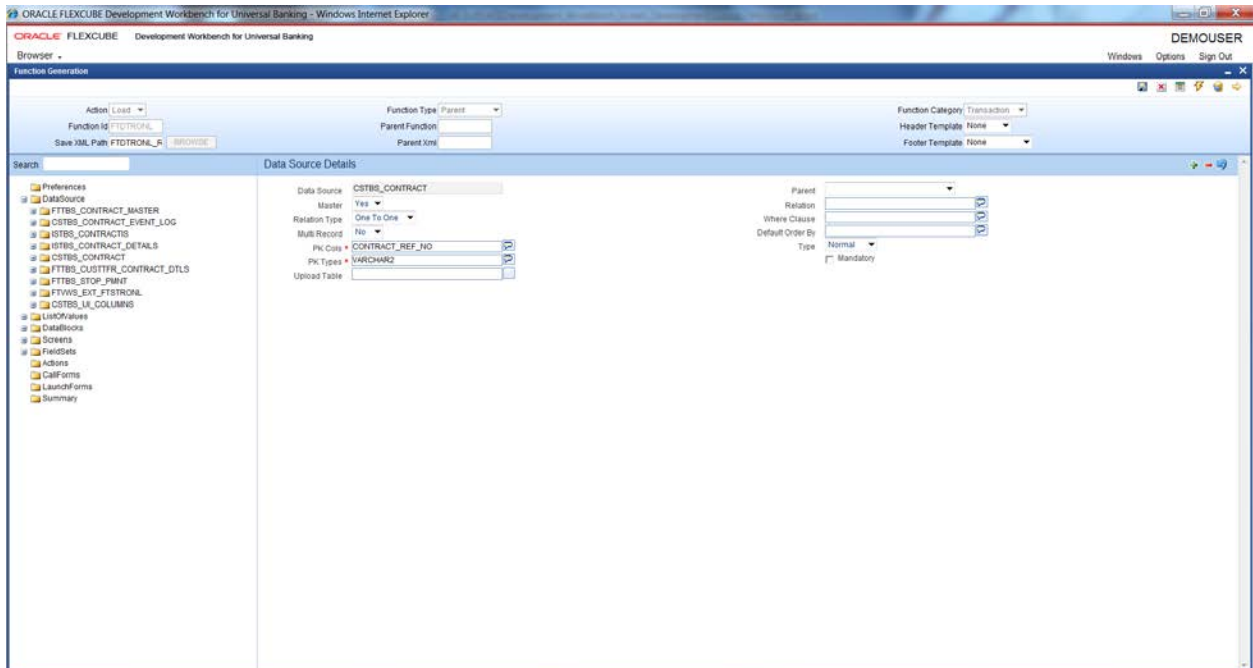 ORACLE FLEXCUBE Development Workbench for Universal Banking - Windows Internet Explorer
ORACLE FLEXCUBE Development Workbench for Universal Banking
DEMOUSER
Browser
Windows Options Sign Out
Function Generation
Action Load
Function Type Parent
Function Category Transaction
Function Id FTDTRONL
Parent Function
Header Template None
Save XML Path FTDTRONL_R BROWSE
Parent Xml
Footer Template None
Search
Data Source Details
Preferences
DataSource
FTTBS_CONTRACT_MASTER
CSTBS_CONTRACT_EVENT_LOG
ISTBS_CONTRACTIS
ISTBS_CONTRACT_DETAILS
CSTBS_CONTRACT
FTTBS_CUSTTFR_CONTRACT_DTLS
FTTBS_STOP_PMNT
FTVWS_EXT_FTSTRONL
CSTBS_UI_COLUMNS
ListOfValues
DataBlocks
Screens
FieldSets
Actions
CallForms
LaunchForms
Summary
Data Source CSTBS_CONTRACT
Master Yes
Relation Type One To One
Multi Record No
PK Cols * CONTRACT_REF_NO
PK Types * VARCHAR2
Upload Table
Parent
Relation
Where Clause
Default Order By
Type Normal
Mandatory